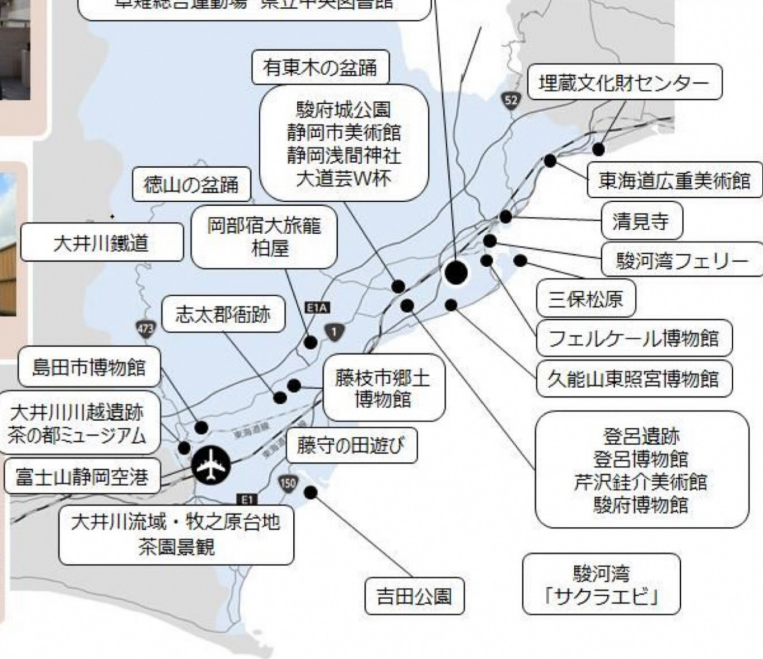 草薙総合運動場 県立中央図書館
有東木の盆踊
埋蔵文化財センター
52
駿府城公園
静岡市美術館
静岡浅間神社
大道芸W杯
徳山の盆踊
東海道広重美術館
岡部宿大旅籠
柏屋
清見寺
大井川鐵道
駿河湾フェリー
三保松原
E1A
志太郡衙跡
1
473
フェルケール博物館
島田市博物館
藤枝市郷土
博物館
久能山東照宮博物館
大井川川越遺跡
茶の都ミュージアム
東海道線
東海道
藤守の田遊び
登呂遺跡
登呂博物館
芹沢銈介美術館
駿府博物館
富士山静岡空港
150
E1
大井川流域・牧之原台地
茶園景観
吉田公園
駿河湾
「サクラエビ」